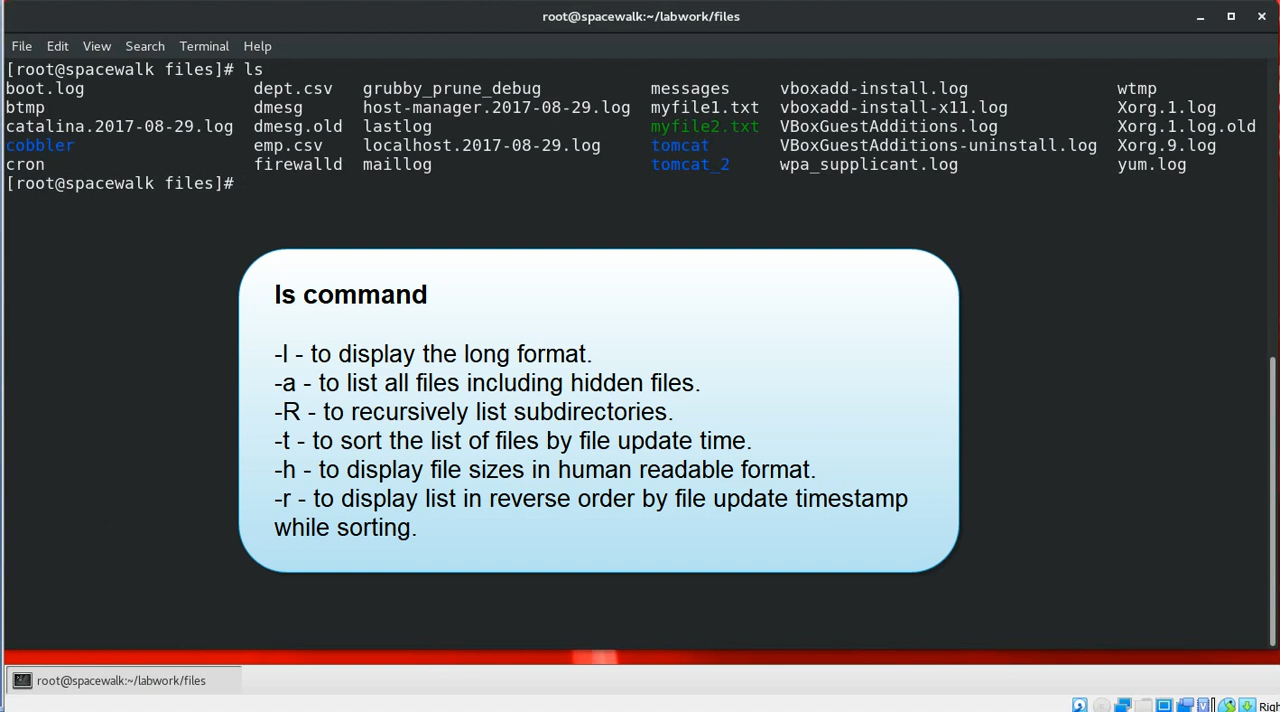 root@spacewalk:~/labwork/files
File Edit View Search Terminal Help
[root@spacewalk files]# ls
boot.log dept.csv grubby_prune_debug messages vboxadd-install.log wtmp
btmp dmesg host-manager.2017-08-29.log myfile1.txt vboxadd-install-x11.log Xorg.1.log
catalina.2017-08-29.log dmesg.old lastlog myfile2.txt VBoxGuestAdditions.log Xorg.1.log.old
cobbler emp.csv localhost.2017-08-29.log tomcat VBoxGuestAdditions-uninstall.log Xorg.9.log
cron firewalld maillog tomcat_2 wpa_supplicant.log yum.log
[root@spacewalk files]#
ls command
-l - to display the long format.
-a - to list all files including hidden files.
-R - to recursively list subdirectories.
-t - to sort the list of files by file update time.
-h - to display file sizes in human readable format.
-r - to display list in reverse order by file update timestamp
while sorting.
root@spacewalk:~/labwork/files
Righ